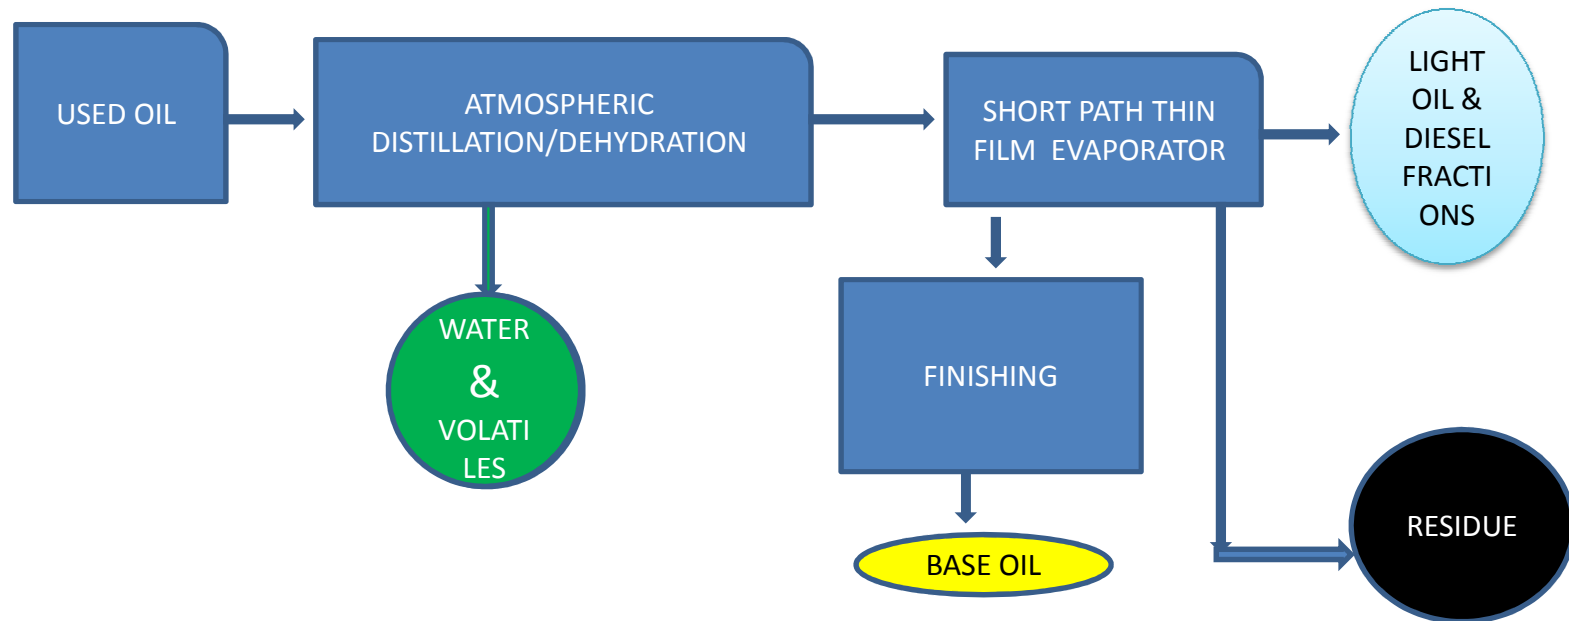 USED OIL
ATMOSPHERIC
DISTILLATION/DEHYDRATION
SHORT PATH THIN
FILM EVAPORATOR
LIGHT
OIL &
DIESEL
FRACTI
ONS
WATER
&
VOLATI
LES
FINISHING
BASE OIL
RESIDUE